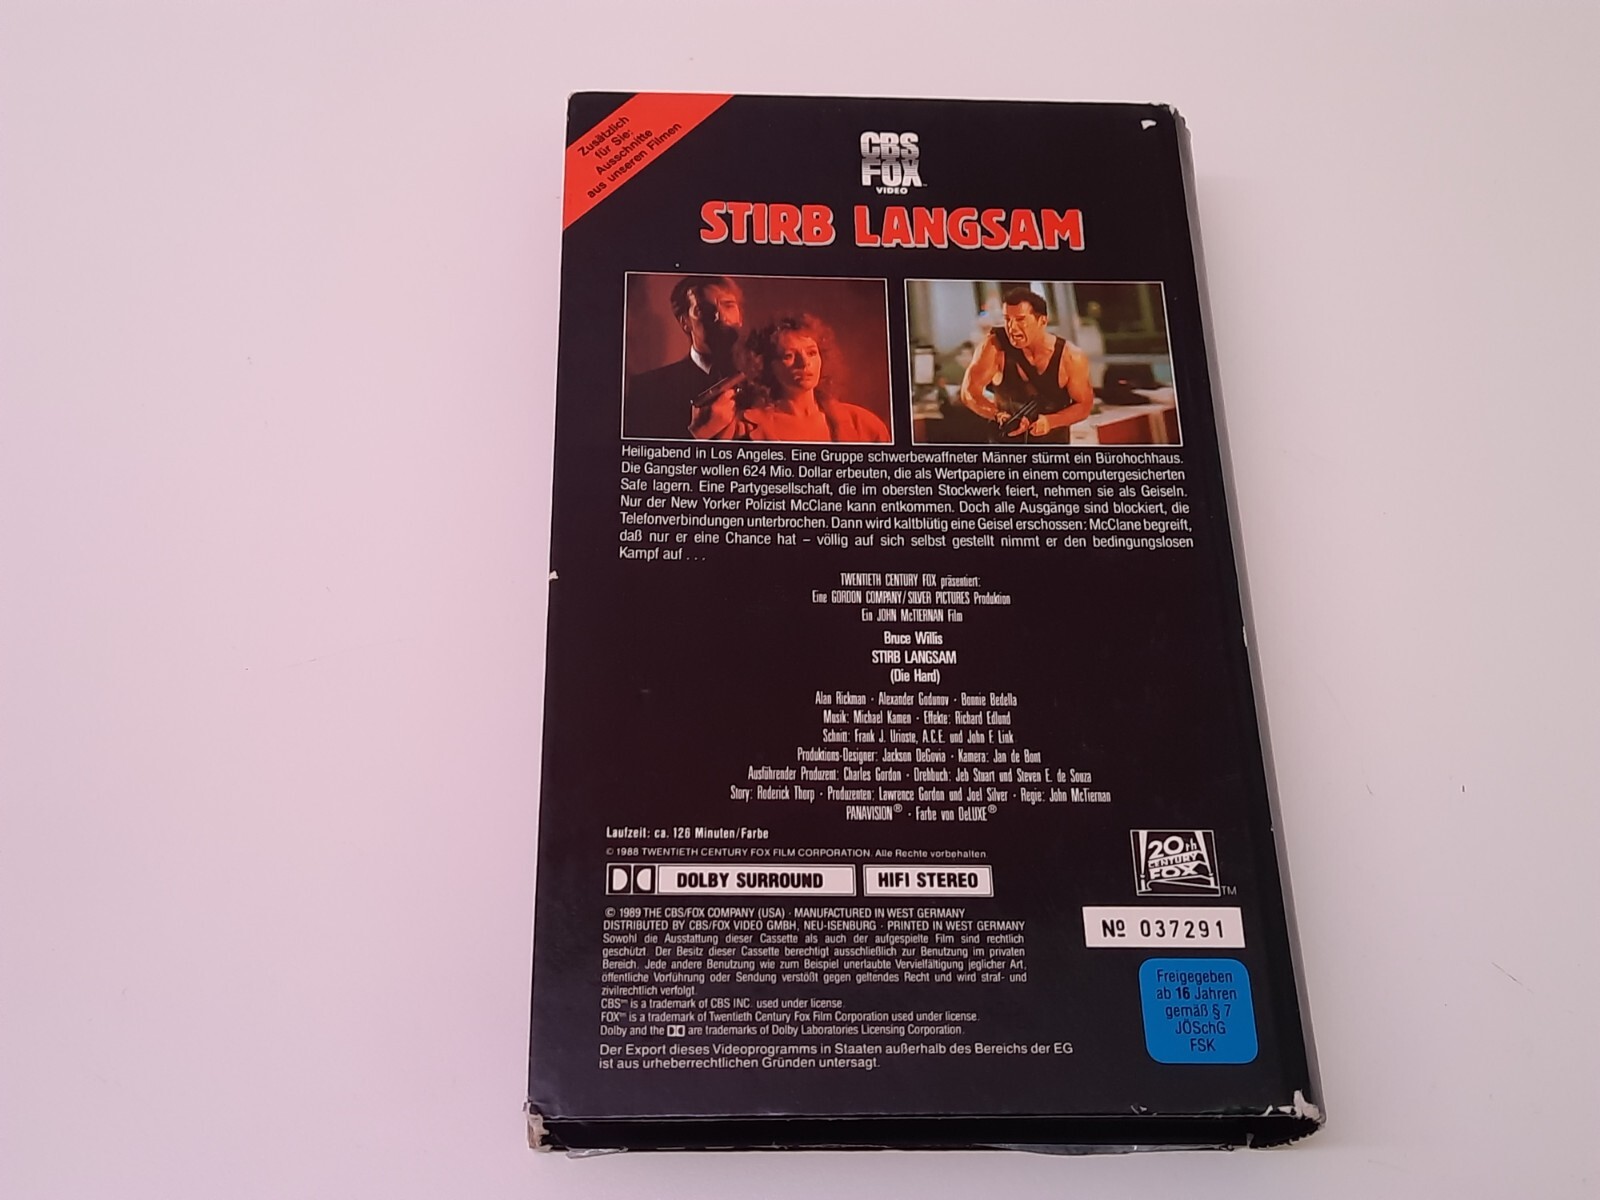 Zusätzlich
für Sie:
Ausschnitte
aus unseren Filmen
CBS
FOX
VIDEO
STIRB LANGSAM
Heiligabend in Los Angeles. Eine Gruppe schwerbewaffneter Männer stürmt ein Bürohochhaus.
Die Gangster wollen 624 Mio. Dollar erbeuten, die als Wertpapiere in einem computergesicherten
Safe lagern. Eine Partygesellschaft, die im obersten Stockwerk feiert, nehmen sie als Geiseln.
Nur der New Yorker Polizist McClane kann entkommen. Doch alle Ausgänge sind blockiert, die
Telefonverbindungen unterbrochen. Dann wird kaltblütig eine Geisel erschossen: McClane begreift,
daß nur er eine Chance hat – völlig auf sich selbst gestellt nimmt er den bedingungslosen
Kampf auf . . .
TWENTIETH CENTURY FOX präsentiert:
Eine GORDON COMPANY/SILVER PICTURES Produktion
Ein JOHN McTIERNAN Film
Bruce Willis
STIRB LANGSAM
(Die Hard)
Alan Rickman · Alexander Godunov · Bonnie Bedella
Musik: Michael Kamen · Effekte: Richard Edlund
Schnitt: Frank J. Urioste, A.C.E. und John F. Link
Produktions-Designer: Jackson DeGovia · Kamera: Jan de Bont
Ausführender Produzent: Charles Gordon · Drehbuch: Jeb Stuart und Steven E. de Souza
Story: Roderick Thorp · Produzenten: Lawrence Gordon und Joel Silver · Regie: John McTiernan
PANAVISION® · Farbe von DeLUXE®
Laufzeit: ca. 126 Minuten/Farbe
© 1988 TWENTIETH CENTURY FOX FILM CORPORATION. Alle Rechte vorbehalten.
DOLBY SURROUND
HIFI STEREO
20th
CENTURY
FOX
TM
© 1989 THE CBS/FOX COMPANY (USA) · MANUFACTURED IN WEST GERMANY
DISTRIBUTED BY CBS/FOX VIDEO GMBH, NEU-ISENBURG · PRINTED IN WEST GERMANY
Sowohl die Ausstattung dieser Cassette als auch der aufgespielte Film sind rechtlich
geschützt. Der Besitz dieser Cassette berechtigt ausschließlich zur Benutzung im privaten
Bereich. Jede andere Benutzung wie zum Beispiel unerlaubte Vervielfältigung jeglicher Art,
öffentliche Vorführung oder Sendung verstößt gegen geltendes Recht und wird straf- und
zivilrechtlich verfolgt.
CBS™ is a trademark of CBS INC. used under license.
FOX™ is a trademark of Twentieth Century Fox Film Corporation used under license.
Dolby and the DD are trademarks of Dolby Laboratories Licensing Corporation.
Der Export dieses Videoprogramms in Staaten außerhalb des Bereichs der EG
ist aus urheberrechtlichen Gründen untersagt.
Nº 037291
Freigegeben
ab 16 Jahren
gemäß § 7
JÖSchG
FSK